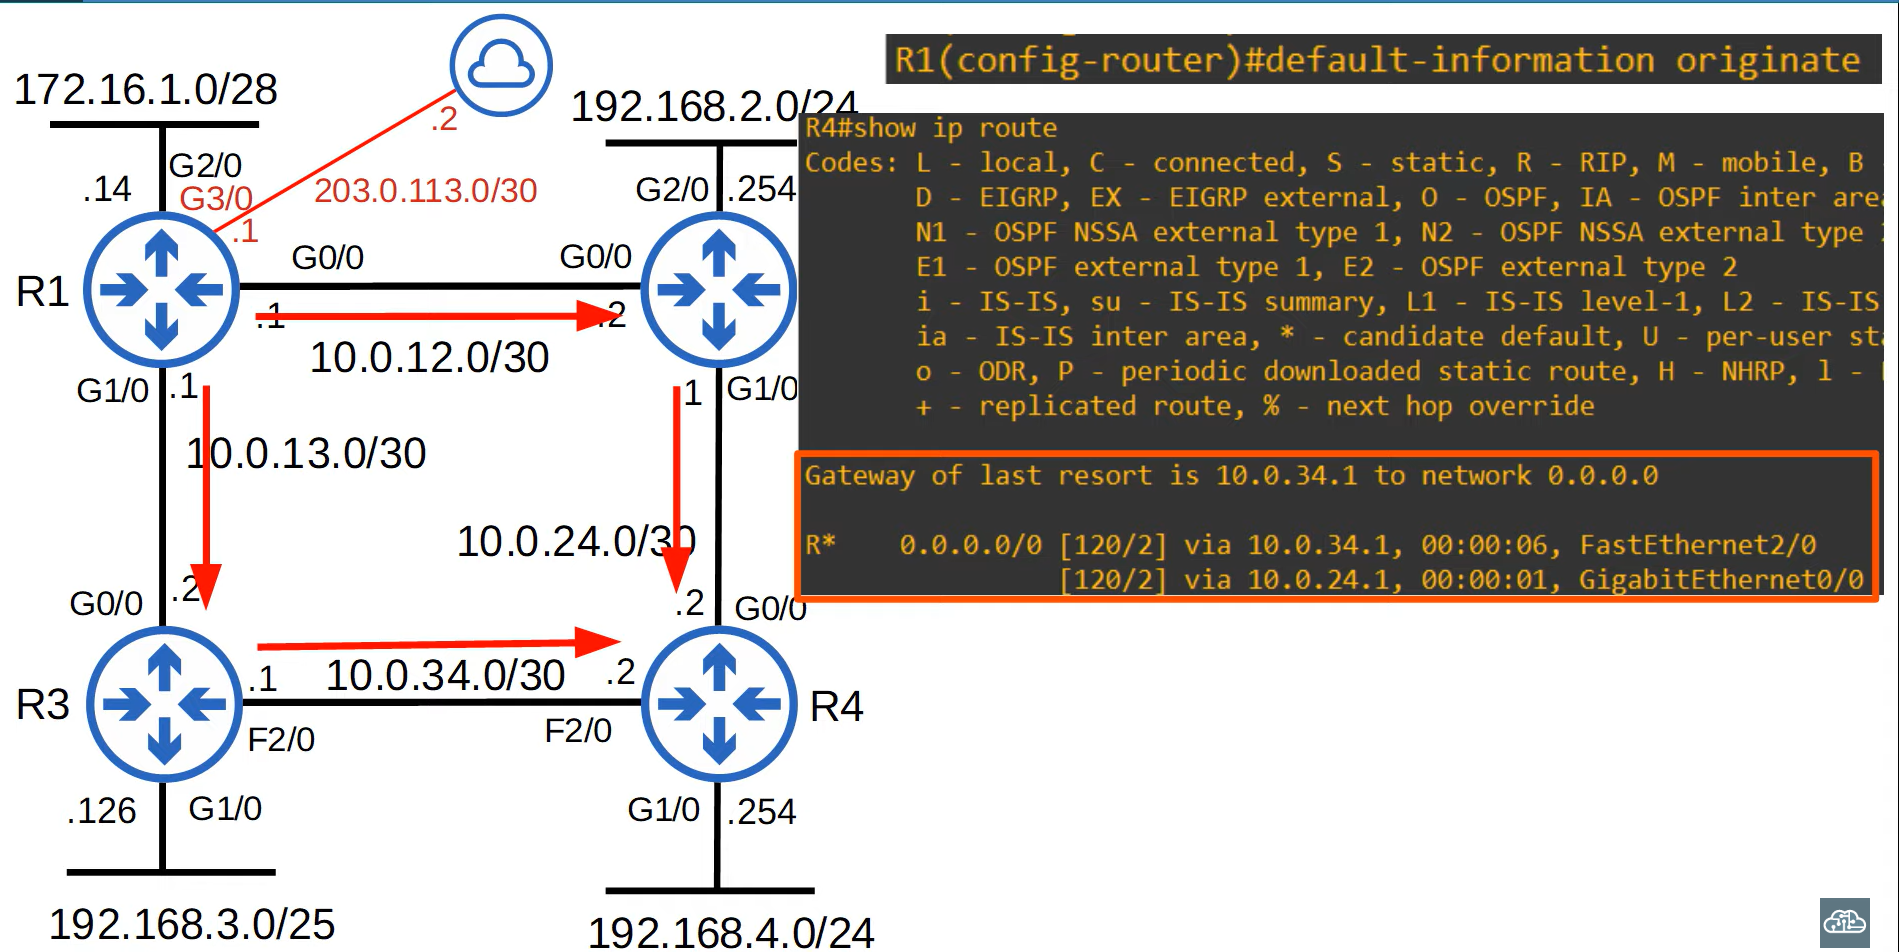 R1(config-router)#default-information originate
172.16.1.0/28
192.168.2.0/24
.2
G2/0
G3/0
.14
203.0.113.0/30
G2/0
.254
.1
G0/0
G0/0
R1
.1
.2
10.0.12.0/30
G1/0
.1
1
G1/0
10.0.13.0/30
10.0.24.0/30
G0/0
.2
.2
G0/0
R3
.1
10.0.34.0/30
.2
R4
F2/0
F2/0
.126
G1/0
G1/0
.254
192.168.3.0/25
192.168.4.0/24
R4#show ip route
Codes: L - local, C - connected, S - static, R - RIP, M - mobile, B -
D - EIGRP, EX - EIGRP external, O - OSPF, IA - OSPF inter area
N1 - OSPF NSSA external type 1, N2 - OSPF NSSA external type 2
E1 - OSPF external type 1, E2 - OSPF external type 2
i - IS-IS, su - IS-IS summary, L1 - IS-IS level-1, L2 - IS-IS
ia - IS-IS inter area, * - candidate default, U - per-user sta
o - ODR, P - periodic downloaded static route, H - NHRP, l -
+ - replicated route, % - next hop override
Gateway of last resort is 10.0.34.1 to network 0.0.0.0
R* 0.0.0.0/0 [120/2] via 10.0.34.1, 00:00:06, FastEthernet2/0
[120/2] via 10.0.24.1, 00:00:01, GigabitEthernet0/0